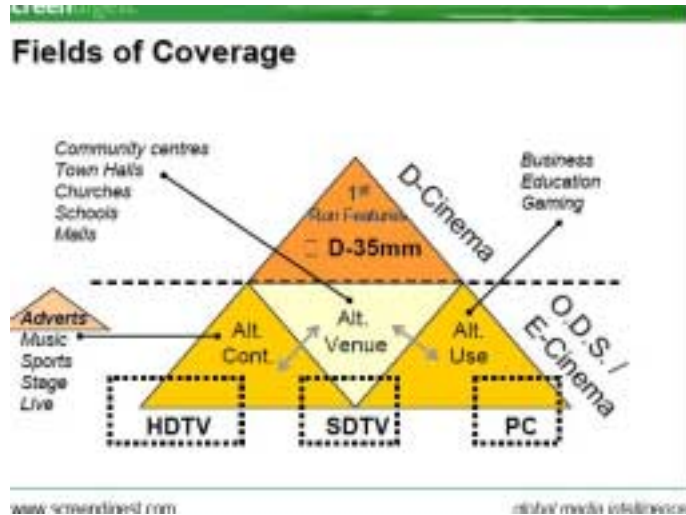 screendigest
Fields of Coverage
Community centres
Town Halls
Churches
Schools
Malls
Business
Education
Gaming
1st
Run Features
D-35mm
D-Cinema
Adverts
Music
Sports
Stage
Live
Alt.
Cont.
Alt.
Venue
Alt.
Use
O.D.S. /
E-Cinema
HDTV
SDTV
PC
www.screendigest.com
global media intelligence